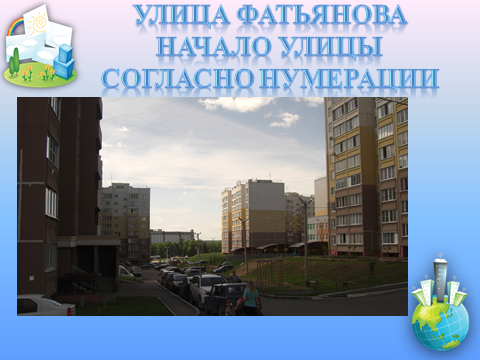 УЛИЦА ФАТЬЯНОВА
НАЧАЛО УЛИЦЫ
СОГЛАСНО НУМЕРАЦИИ